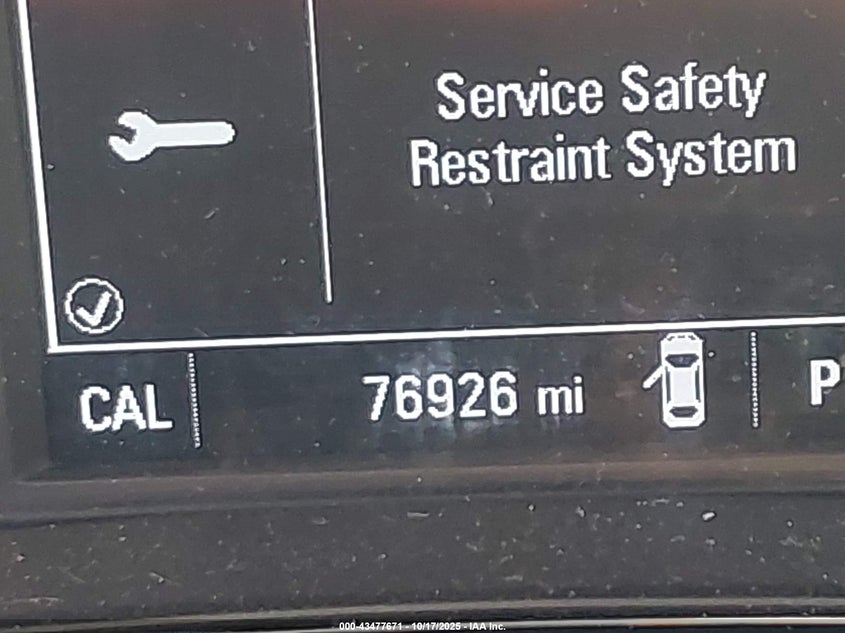 Service Safety
Restraint System
CAL
76926 mi
P
000-43477671 - 10/17/2025 - IAA Inc.